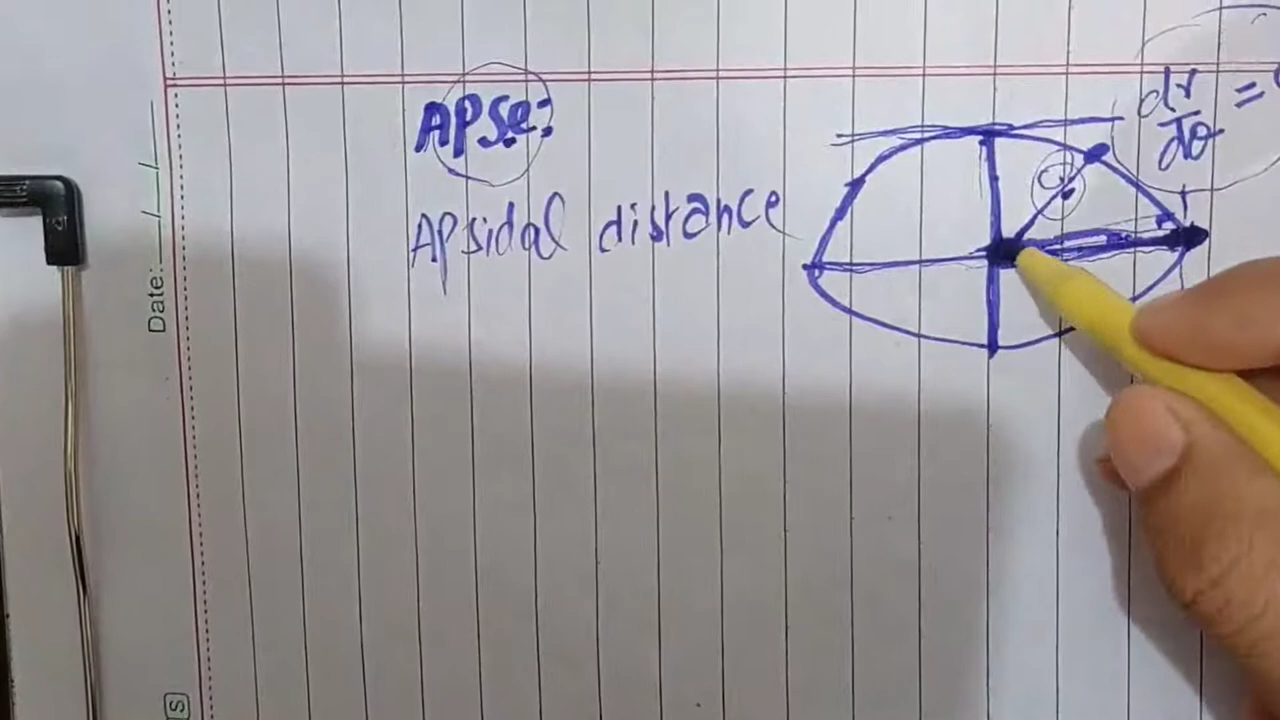 APSe:
Apsidal distance
r
dr
dθ
=
Date: / /
S